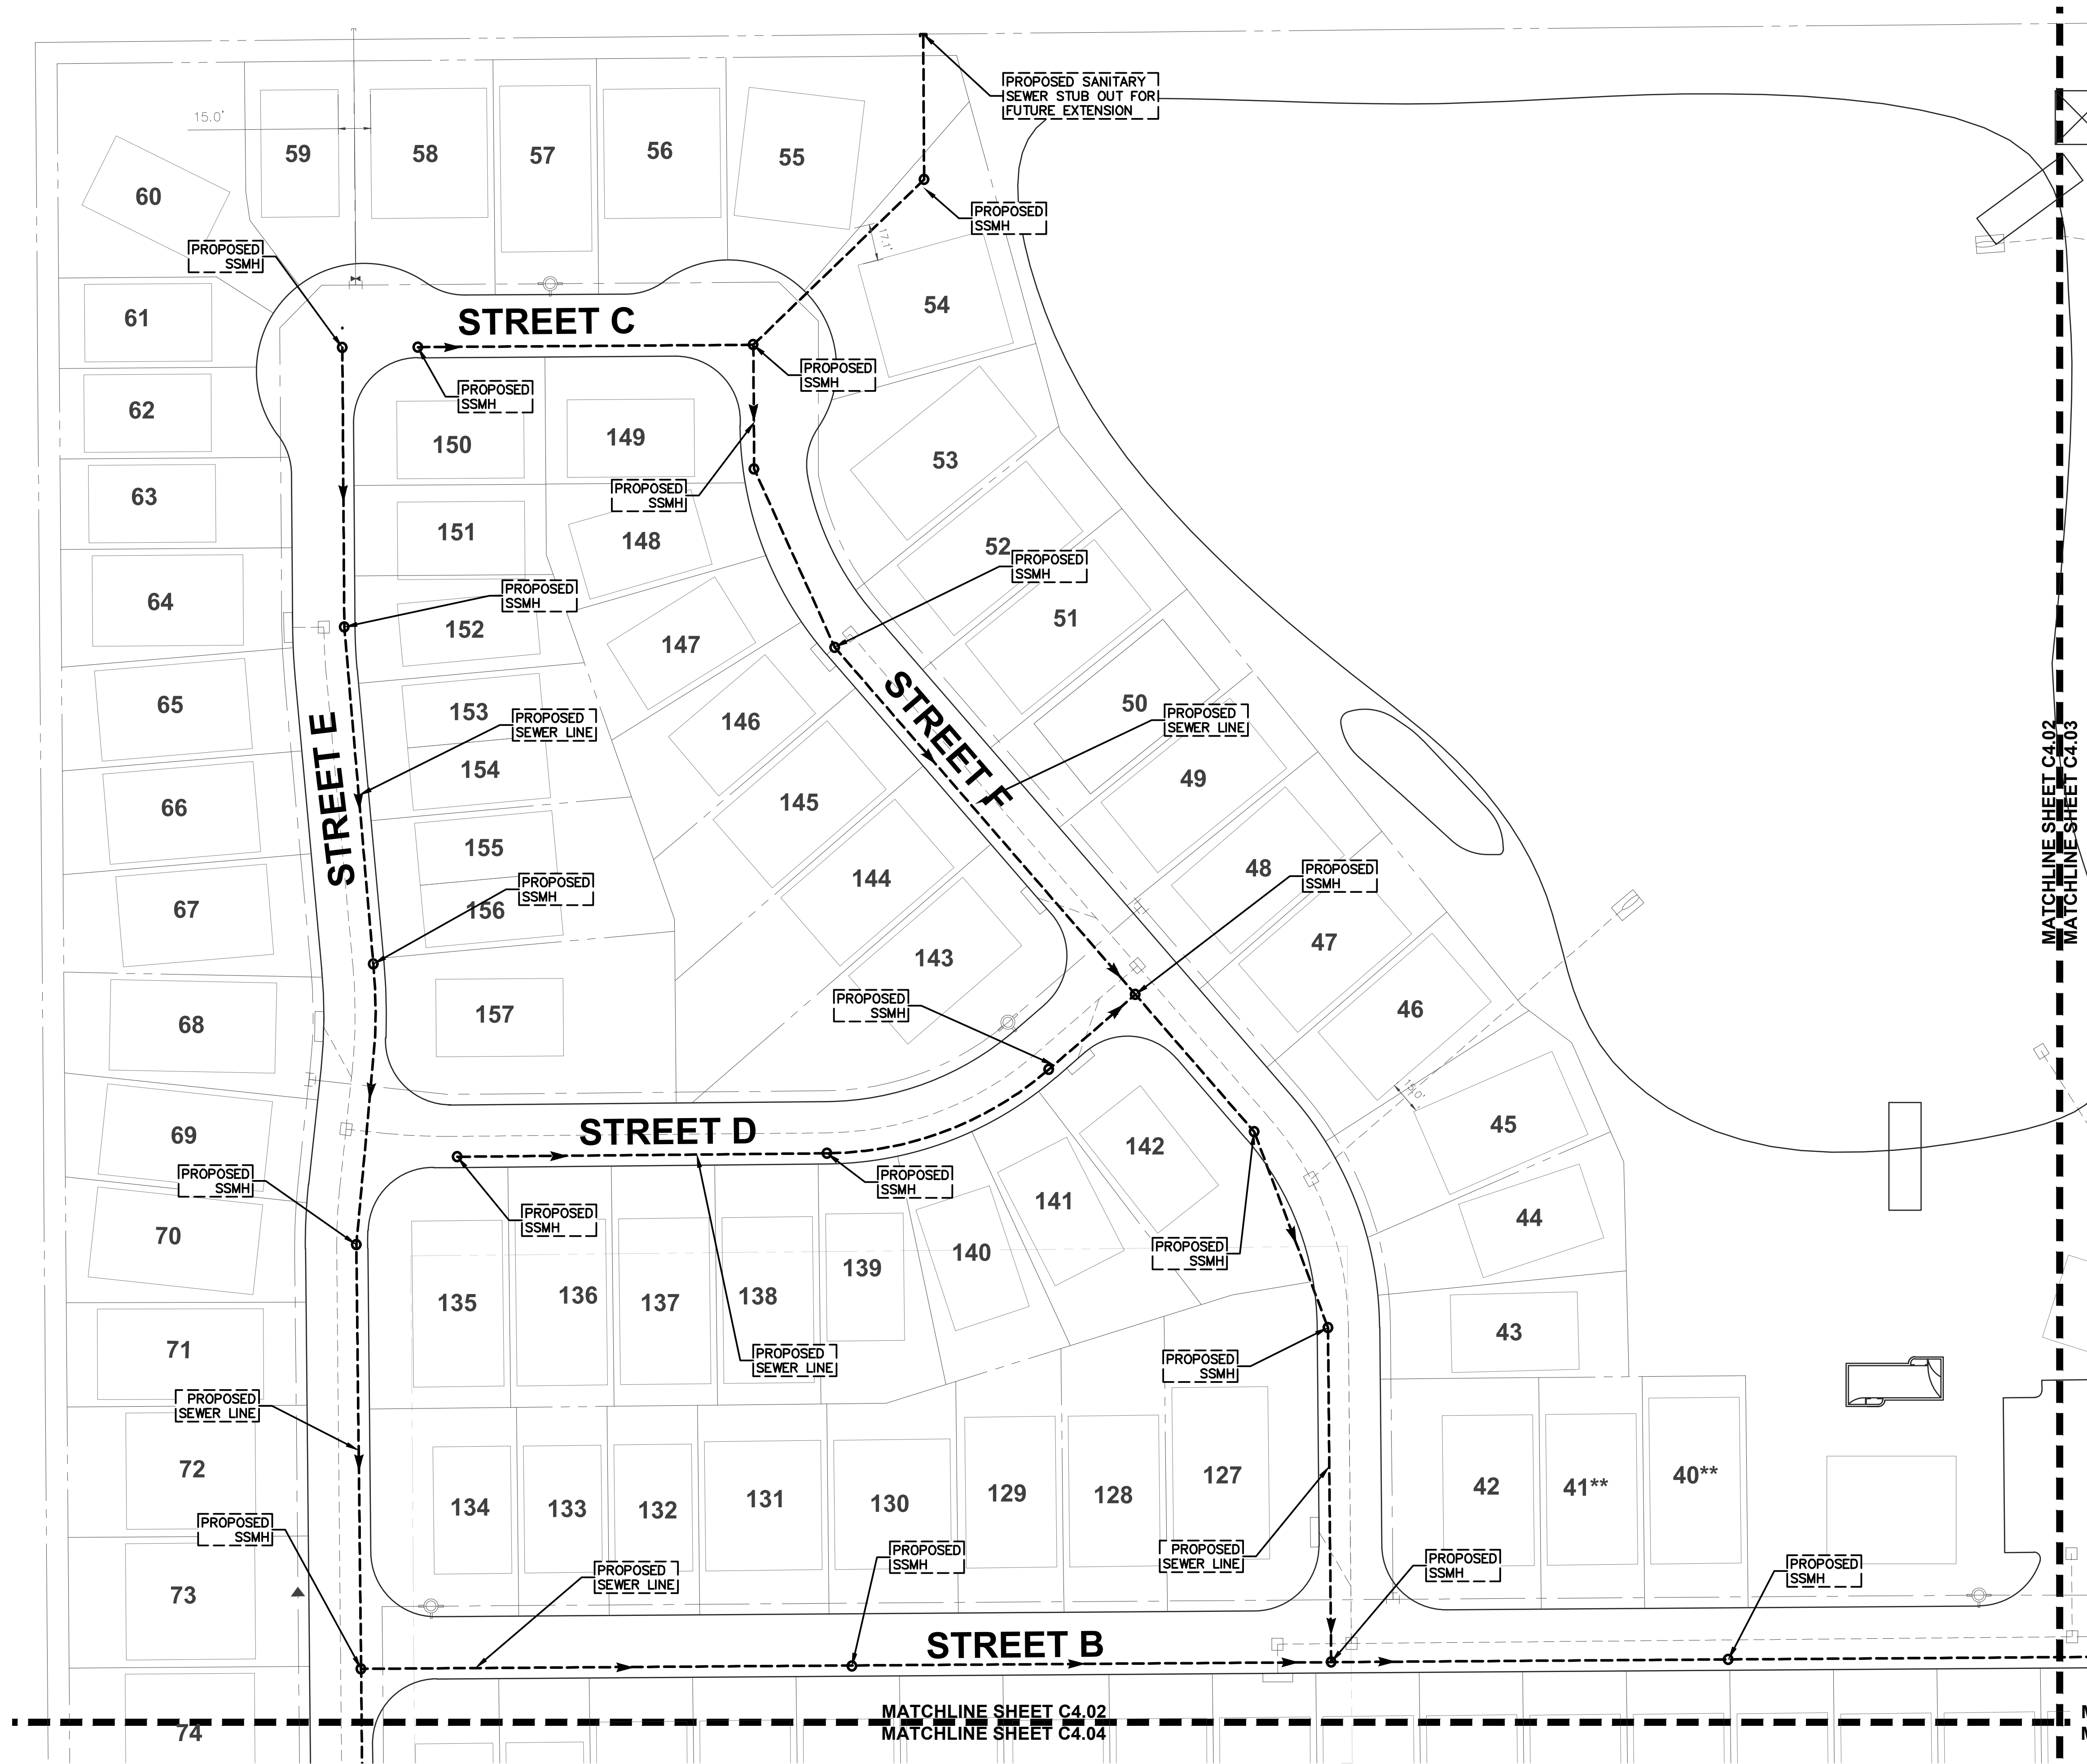 PROPOSED SANITARY
SEWER STUB OUT FOR
FUTURE EXTENSION
15.0'
59
58
57
56
55
60
PROPOSED
SSMH
PROPOSED
SSMH
17.1'
54
61
STREET C
PROPOSED
SSMH
PROPOSED
SSMH
62
150
149
53
63
PROPOSED
SSMH
151
148
52
PROPOSED
SSMH
64
PROPOSED
SSMH
152
147
51
65
153
PROPOSED
SEWER LINE
146
50
PROPOSED
SEWER LINE
STREET F
STREET E
154
49
66
145
155
144
48
PROPOSED
SSMH
67
PROPOSED
SSMH
156
47
143
68
157
PROPOSED
SSMH
46
15.0'
69
STREET D
142
45
PROPOSED
SSMH
PROPOSED
SSMH
141
PROPOSED
SSMH
44
70
140
PROPOSED
SSMH
135
136
137
138
139
43
71
PROPOSED
SEWER LINE
PROPOSED
SSMH
PROPOSED
SEWER LINE
72
134
133
132
131
130
129
128
127
42
41**
40**
PROPOSED
SSMH
PROPOSED
SEWER LINE
PROPOSED
SSMH
PROPOSED
SEWER LINE
PROPOSED
SSMH
PROPOSED
SSMH
73
STREET B
74
MATCHLINE SHEET C4.02
MATCHLINE SHEET C4.04
MATCHLINE SHEET C4.02
MATCHLINE SHEET C4.03